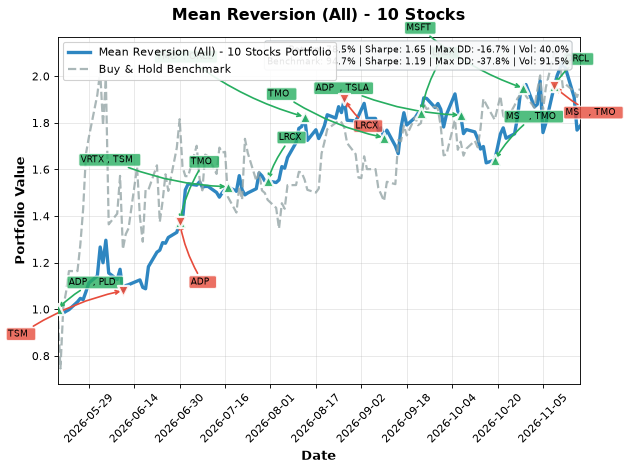 Mean Reversion (All) - 10 Stocks
MSFT
Mean Reversion (All) - 10 Stocks Portfolio
Buy & Hold Benchmark
.5% | Sharpe: 1.65 | Max DD: -16.7% | Vol: 40.0%
.7% | Sharpe: 1.19 | Max DD: -37.8% | Vol: 91.5%
RCL
TMO
ADP , TSLA
MS , TMO
MS , TMO
LRCX
LRCX
VRTX , TSM
TMO
ADP , PLD
ADP
TSM
Portfolio Value
2.0
1.8
1.6
1.4
1.2
1.0
0.8
2026-05-29
2026-06-14
2026-06-30
2026-07-16
2026-08-01
2026-08-17
2026-09-02
2026-09-18
2026-10-04
2026-10-20
2026-11-05
Date